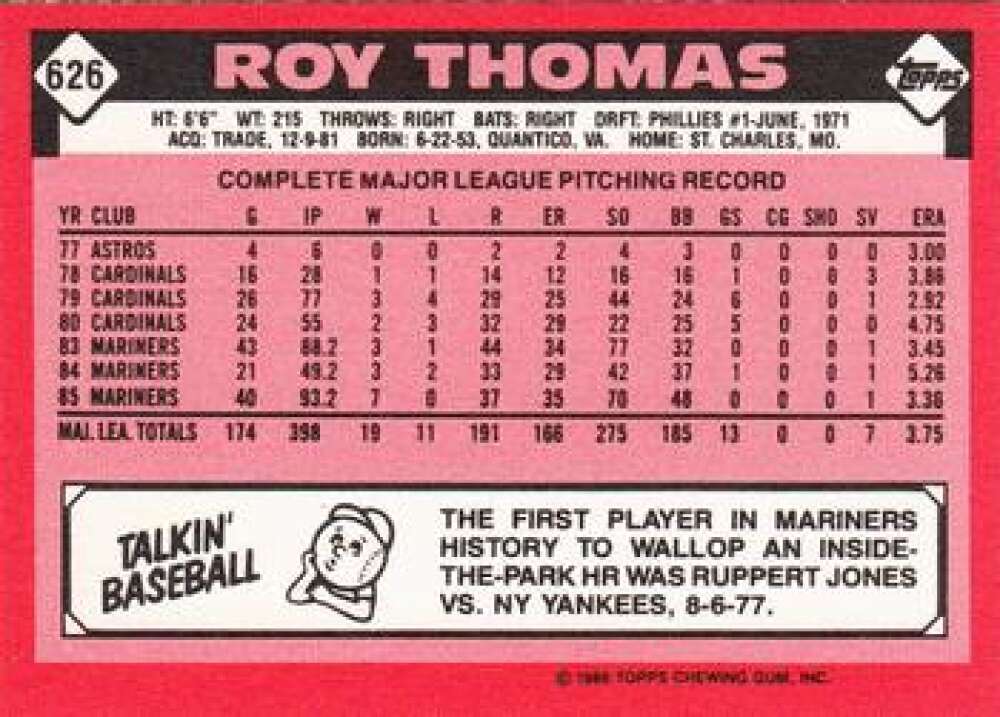 626 ROY THOMAS Topps
HT: 6'6" WT: 215 THROWS: RIGHT BATS: RIGHT DRFT: PHILLIES #1-JUNE, 1971
ACQ: TRADE, 12-9-81 BORN: 6-22-53, QUANTICO, VA. HOME: ST. CHARLES, MO.
COMPLETE MAJOR LEAGUE PITCHING RECORD
YR CLUB G IP W L R ER SO BB GS CG SHO SV ERA
77 ASTROS 4 6 0 0 2 2 4 3 0 0 0 0 3.00
78 CARDINALS 16 28 1 1 14 12 16 16 1 0 0 3 3.86
79 CARDINALS 26 77 3 4 29 25 44 24 6 0 0 1 2.92
80 CARDINALS 24 55 2 3 32 29 22 25 5 0 0 0 4.75
83 MARINERS 43 88.2 3 1 44 34 77 32 0 0 0 1 3.45
84 MARINERS 21 49.2 3 2 33 29 42 37 1 0 0 1 5.26
85 MARINERS 40 93.2 7 0 37 35 70 48 0 0 0 1 3.36
MAJ. LEA. TOTALS 174 398 19 11 191 166 275 185 13 0 0 7 3.75
TALKIN'
BASEBALL
THE FIRST PLAYER IN MARINERS
HISTORY TO WALLOP AN INSIDE-
THE-PARK HR WAS RUPPERT JONES
VS. NY YANKEES, 8-6-77.
© 1986 TOPPS CHEWING GUM, INC.